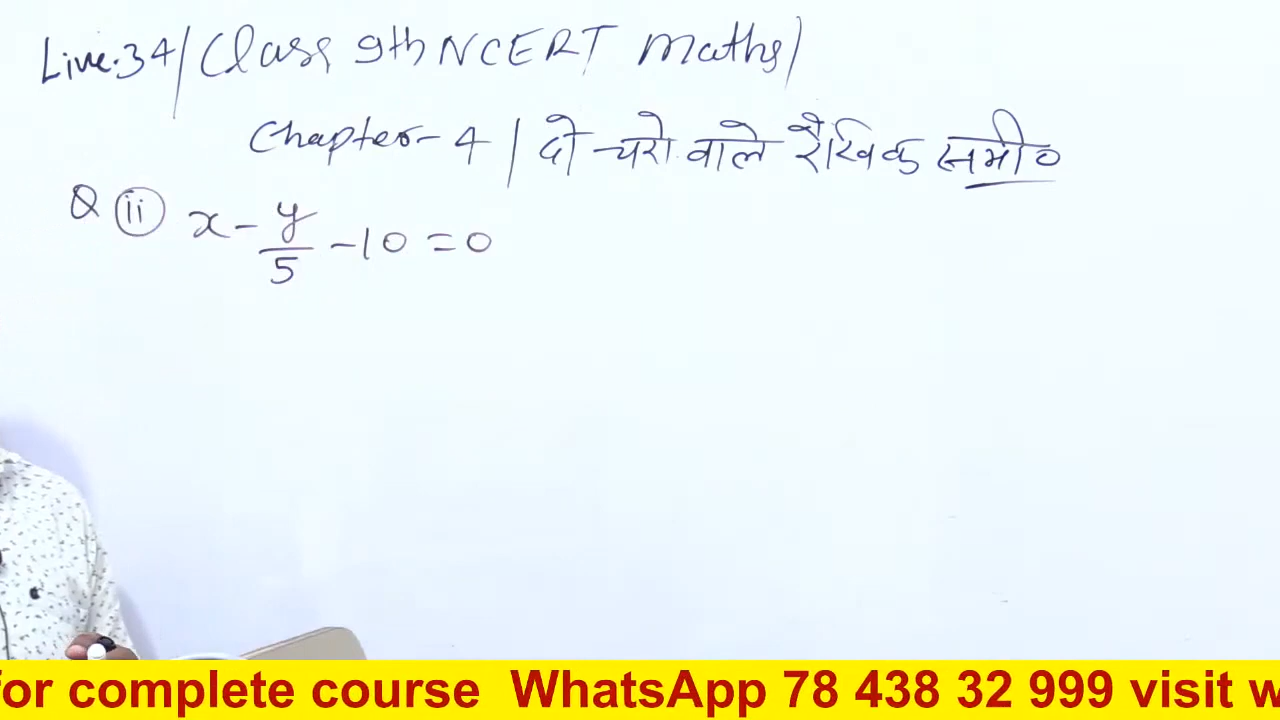 Live.34/Class 9th NCERT Maths/
Chapter-4/दो चरो वाले रैखिक समी०
Q (ii) x - y/5 - 10 = 0
for complete course WhatsApp 78 438 32 999 visit w